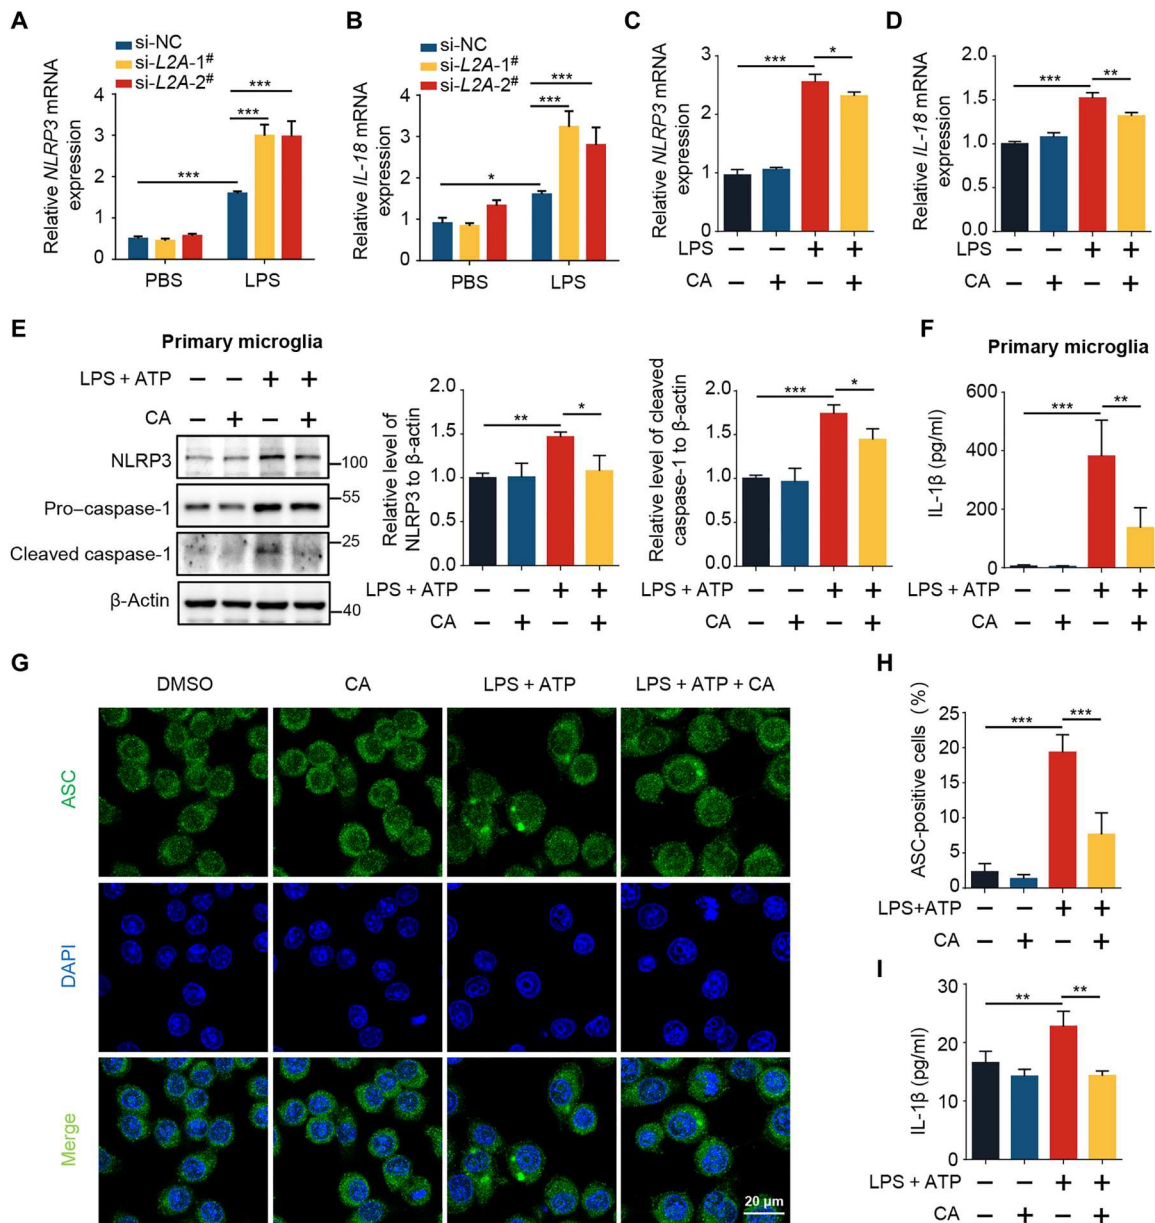 A
si-NC
si-L2A-1#
si-L2A-2#
Relative NLRP3 mRNA
expression
4
3
2
1
0
***
***
***
PBS
LPS
B
si-NC
si-L2A-1#
si-L2A-2#
Relative IL-18 mRNA
expression
4
3
2
1
0
***
***
*
PBS
LPS
C
Relative NLRP3 mRNA
expression
3
2
1
0
***
*
LPS – – + +
CA – + – +
D
Relative IL-18 mRNA
expression
2.0
1.5
1.0
0.5
0.0
***
**
LPS – – + +
CA – + – +
E
Primary microglia
LPS + ATP – – + +
CA – + – +
NLRP3
100
Pro–caspase-1
55
Cleaved caspase-1
25
β-Actin
40
Relative level of
NLRP3 to β-actin
2.0
1.5
1.0
0.5
0.0
**
*
LPS + ATP – – + +
CA – + – +
Relative level of cleaved
caspase-1 to β-actin
2.0
1.5
1.0
0.5
0.0
***
*
LPS + ATP – – + +
CA – + – +
F
Primary microglia
IL-1β (pg/ml)
600
400
200
0
***
**
LPS + ATP – – + +
CA – + – +
G
DMSO
CA
LPS + ATP
LPS + ATP + CA
ASC
DAPI
Merge
20 µm
H
ASC-positive cells (%)
25
20
15
10
5
0
***
***
LPS+ATP – – + +
CA – + – +
I
IL-1β (pg/ml)
30
20
15
10
0
**
**
LPS + ATP – – + +
CA – + – +